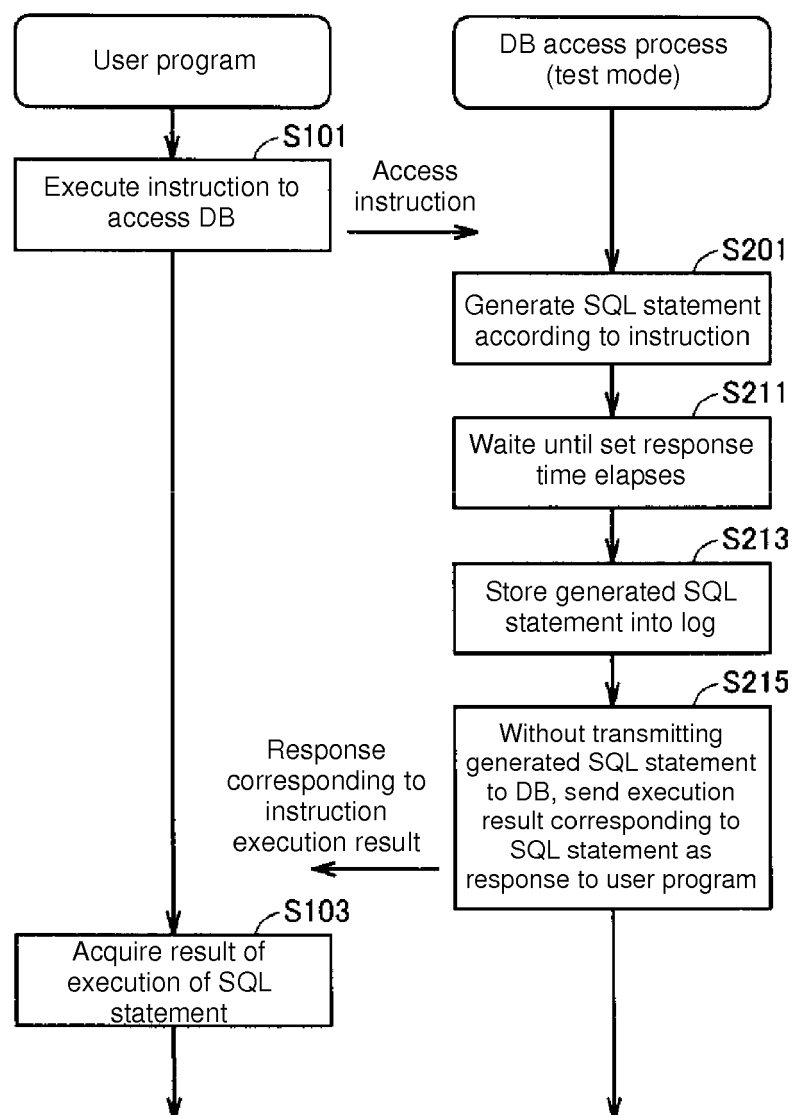 User program
DB access process
(test mode)
S101
Execute instruction to
access DB
Access
instruction
S201
Generate SQL statement
according to instruction
S211
Waite until set response
time elapses
S213
Store generated SQL
statement into log
S215
Without transmitting
generated SQL statement
to DB, send execution
result corresponding to
SQL statement as
response to user program
Response
corresponding to
instruction
execution result
S103
Acquire result of
execution of SQL
statement